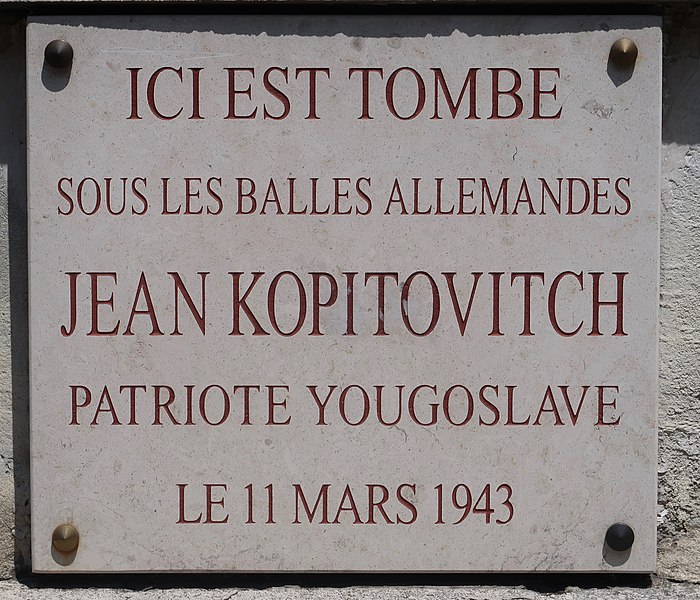 ICI EST TOMBE
SOUS LES BALLES ALLEMANDES
JEAN KOPITOVITCH
PATRIOTE YOUGOSLAVE
LE 11 MARS 1943